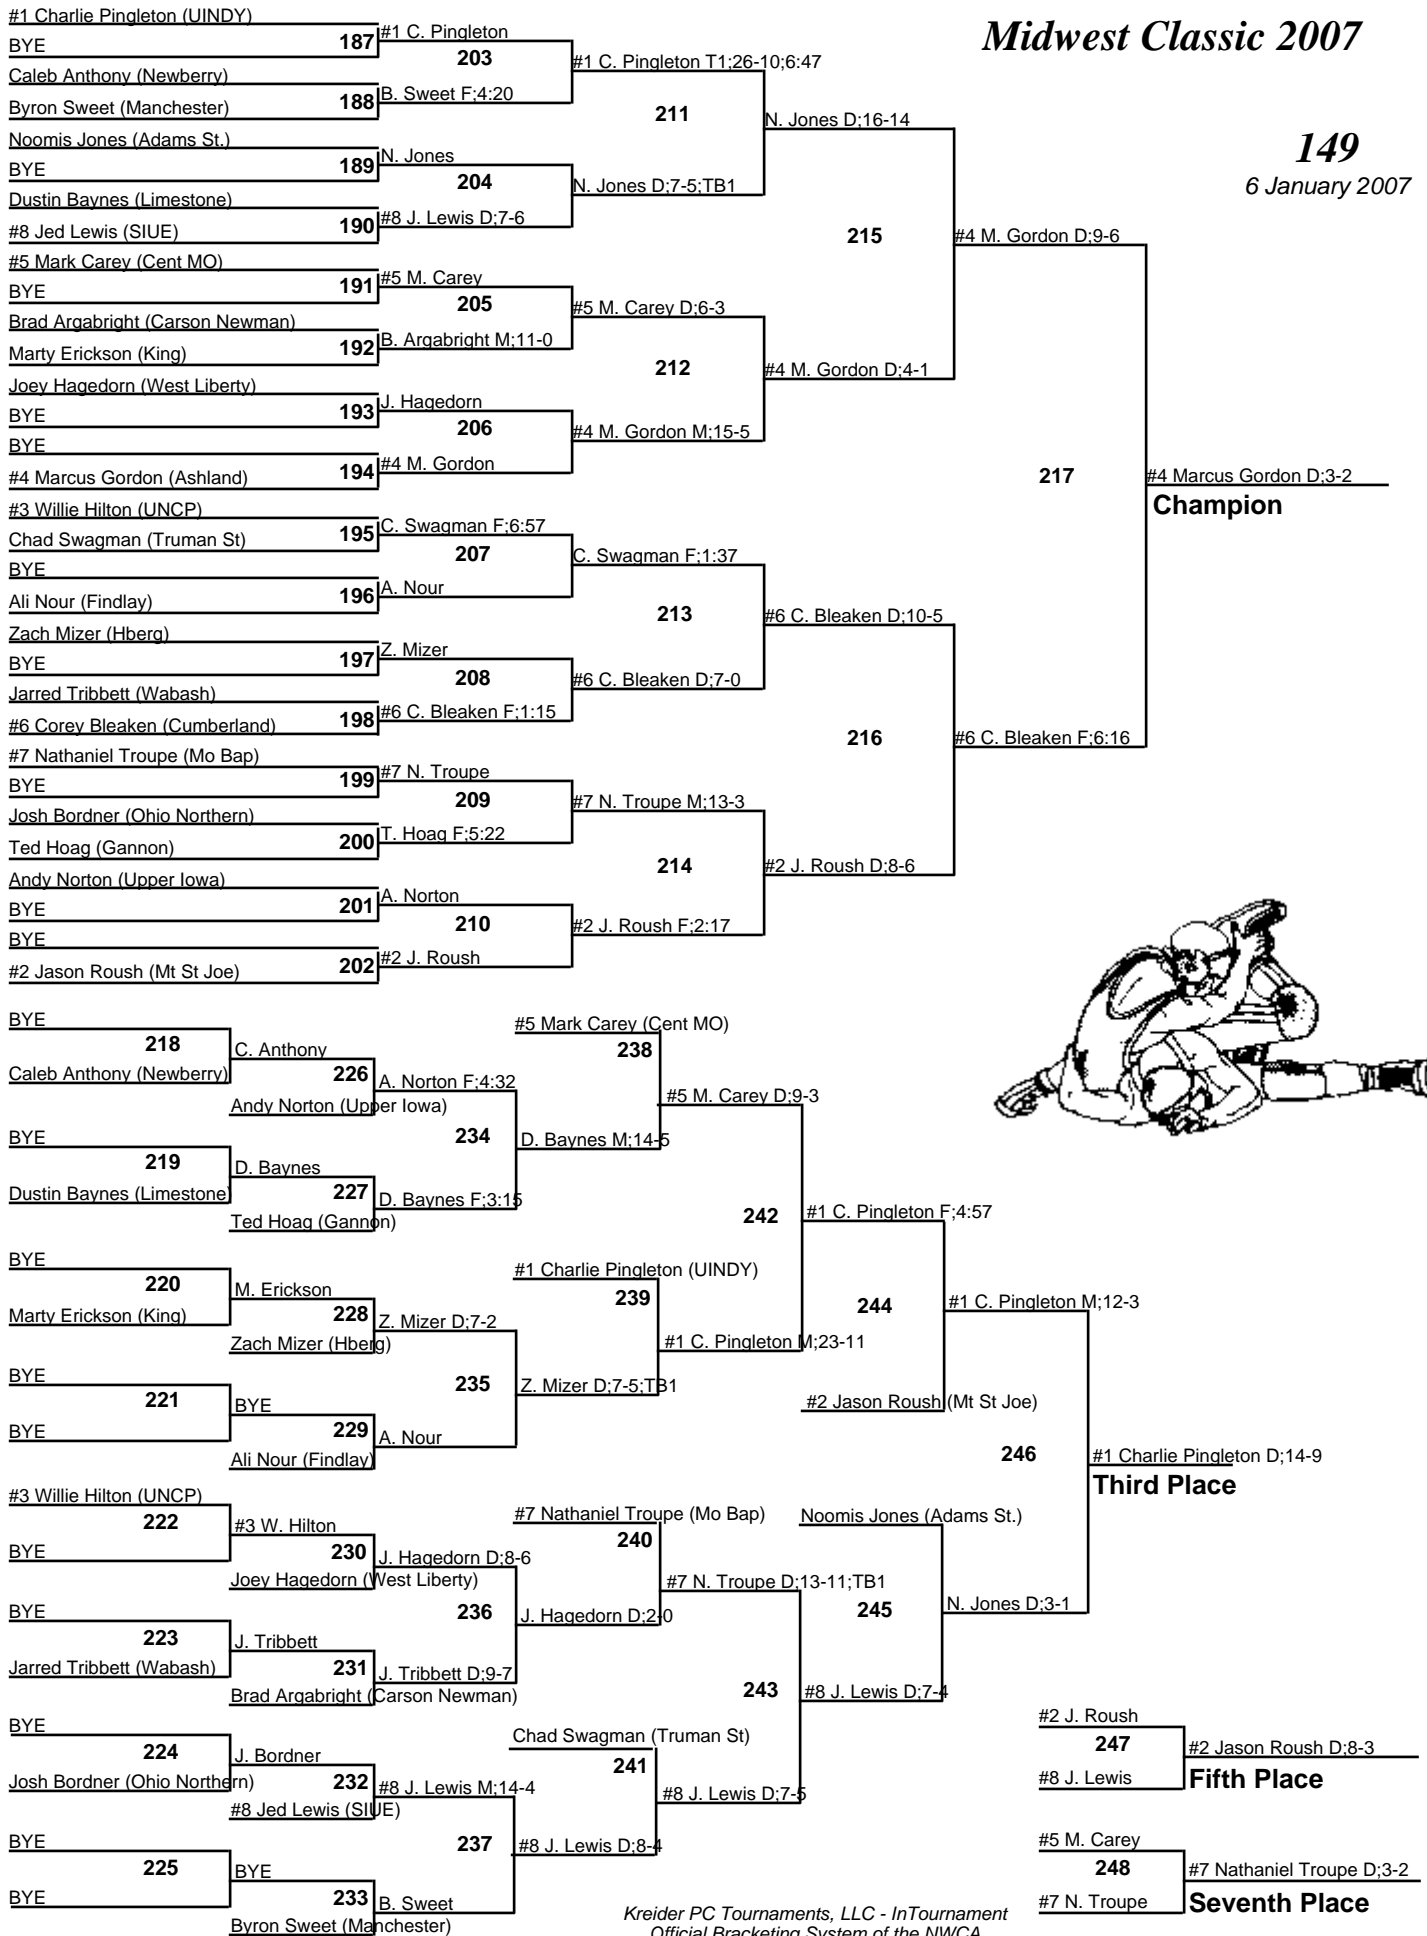 Midwest Classic 2007
149
6 January 2007
#1 Charlie Pingleton (UINDY)
BYE
187
#1 C. Pingleton
203
Caleb Anthony (Newberry)
Byron Sweet (Manchester)
188
B. Sweet F;4:20
#1 C. Pingleton T1;26-10;6:47
211
Noomis Jones (Adams St.)
BYE
189
N. Jones
204
Dustin Baynes (Limestone)
#8 Jed Lewis (SIUE)
190
#8 J. Lewis D;7-6
N. Jones D;7-5;TB1
N. Jones D;16-14
215
#5 Mark Carey (Cent MO)
BYE
191
#5 M. Carey
205
Brad Argabright (Carson Newman)
Marty Erickson (King)
192
B. Argabright M;11-0
#5 M. Carey D;6-3
212
Joey Hagedorn (West Liberty)
BYE
193
J. Hagedorn
206
BYE
#4 Marcus Gordon (Ashland)
194
#4 M. Gordon
#4 M. Gordon M;15-5
#4 M. Gordon D;4-1
#4 M. Gordon D;9-6
217
#4 Marcus Gordon D;3-2
Champion
#3 Willie Hilton (UNCP)
Chad Swagman (Truman St)
195
C. Swagman F;6:57
207
BYE
Ali Nour (Findlay)
196
A. Nour
C. Swagman F;1:37
213
Zach Mizer (Hberg)
BYE
197
Z. Mizer
208
Jarred Tribbett (Wabash)
#6 Corey Bleaken (Cumberland)
198
#6 C. Bleaken F;1:15
#6 C. Bleaken D;7-0
#6 C. Bleaken D;10-5
216
#7 Nathaniel Troupe (Mo Bap)
BYE
199
#7 N. Troupe
209
Josh Bordner (Ohio Northern)
Ted Hoag (Gannon)
200
T. Hoag F;5:22
#7 N. Troupe M;13-3
214
Andy Norton (Upper Iowa)
BYE
201
A. Norton
210
BYE
#2 Jason Roush (Mt St Joe)
202
#2 J. Roush
#2 J. Roush F;2:17
#2 J. Roush D;8-6
#6 C. Bleaken F;6:16
BYE
218
Caleb Anthony (Newberry)
C. Anthony
226
Andy Norton (Upper Iowa)
A. Norton F;4:32
234
BYE
219
Dustin Baynes (Limestone)
D. Baynes
227
Ted Hoag (Gannon)
D. Baynes F;3:15
#5 Mark Carey (Cent MO)
238
D. Baynes M;14-5
#5 M. Carey D;9-3
242
BYE
220
Marty Erickson (King)
M. Erickson
228
Zach Mizer (Hberg)
Z. Mizer D;7-2
235
BYE
221
BYE
BYE
229
Ali Nour (Findlay)
A. Nour
#1 Charlie Pingleton (UINDY)
239
Z. Mizer D;7-5;TB1
#1 C. Pingleton M;23-11
#1 C. Pingleton F;4:57
244
#2 Jason Roush (Mt St Joe)
#1 C. Pingleton M;12-3
246
#1 Charlie Pingleton D;14-9
Third Place
#3 Willie Hilton (UNCP)
222
BYE
#3 W. Hilton
230
Joey Hagedorn (West Liberty)
J. Hagedorn D;8-6
236
BYE
223
Jarred Tribbett (Wabash)
J. Tribbett
231
Brad Argabright (Carson Newman)
J. Tribbett D;9-7
#7 Nathaniel Troupe (Mo Bap)
240
J. Hagedorn D;2-0
#7 N. Troupe D;13-11;TB1
243
Noomis Jones (Adams St.)
245
N. Jones D;3-1
BYE
224
Josh Bordner (Ohio Northern)
J. Bordner
232
#8 Jed Lewis (SIUE)
#8 J. Lewis M;14-4
237
BYE
225
BYE
BYE
233
Byron Sweet (Manchester)
B. Sweet
Chad Swagman (Truman St)
241
#8 J. Lewis D;8-4
#8 J. Lewis D;7-5
#8 J. Lewis D;7-4
#2 J. Roush
247
#8 J. Lewis
#2 Jason Roush D;8-3
Fifth Place
#5 M. Carey
248
#7 N. Troupe
#7 Nathaniel Troupe D;3-2
Seventh Place
Kreider PC Tournaments, LLC - InTournament
Official Bracketing System of the NWCA